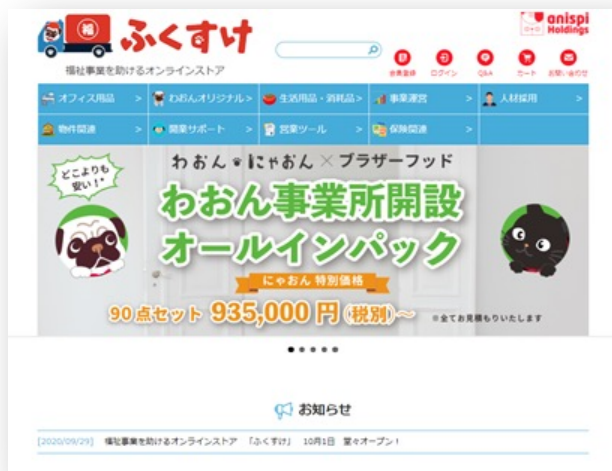 福
ふくすけ
福祉事業を助けるオンラインストア
anispi
Holdings
会員登録 ログイン Q&A カート お問い合わせ
オフィス用品 > わおんオリジナル > 生活用品・消耗品 > 事業運営 > 人材採用 >
物件関連 > 開業サポート > 営業ツール > 保険関連 >
どこよりも
安い!*
わおん にゃおん × ブラザーフッド
わおん事業所開設
オールインパック
にゃおん 特別価格
90点セット 935,000円(税別)~ ※全てお見積もりいたします
お知らせ
[2020/09/29] 福祉事業を助けるオンラインストア 「ふくすけ」 10月1日 堂々オープン!